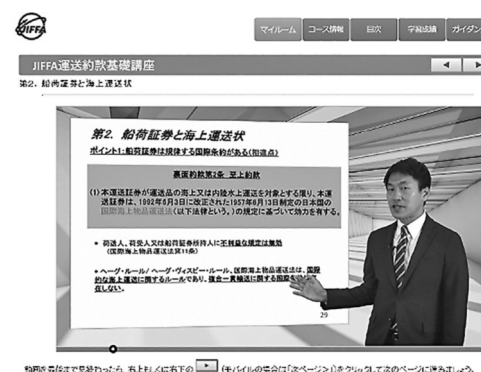 JIFFA
マイルーム
コース情報
目次
学習成績
ガイダン
JIFFA運送約款基礎講座
第2. 船荷証券と海上運送状
第2. 船荷証券と海上運送状
ポイント1:船荷証券は規律する国際条約がある(相違点)
裏面約款第2条 至上約款
(1)本運送証券が運送品の海上又は内陸水上運送を対象とする限り、本運
送証券は、1992年6月3日に改正された1957年6月13日制定の日本国の
国際海上物品運送法(以下法律という。)の規定に基づいて効力を有する。
• 荷送人、荷受人又は船荷証券所持人に不利益な規定は無効
(国際海上物品運送法第11条)
• ヘーグ・ルール/ヘーグ・ヴィスビー・ルール、国際海上物品運送法は、国際
的な海上運送に関するルールであり、複合一貫輸送に関する国際
在しない。
29
動画を最後まで見終わったら、右上もしくは右下の (モバイルの場合は「次ページ>」)をクリックして次のページに進みましょう。